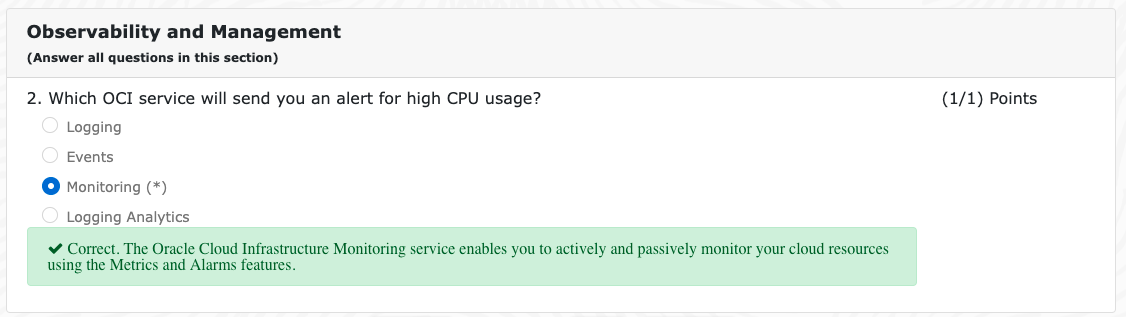 Observability and Management
(Answer all questions in this section)
2. Which OCI service will send you an alert for high CPU usage?
(1/1) Points
Logging
Events
Monitoring (*)
Logging Analytics
✔ Correct. The Oracle Cloud Infrastructure Monitoring service enables you to actively and passively monitor your cloud resources
using the Metrics and Alarms features.